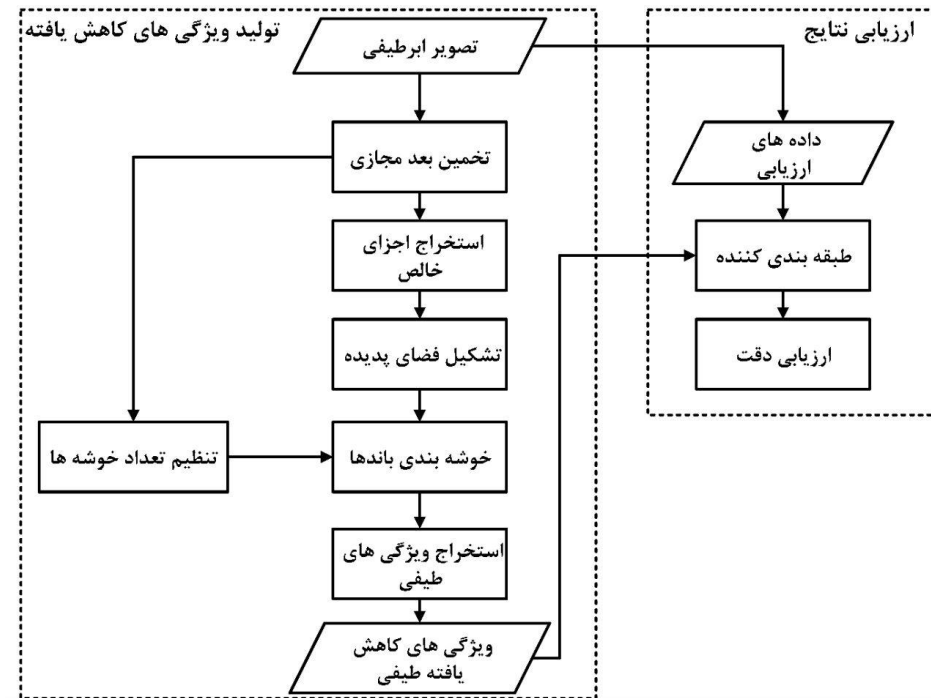 تولید ویژگی های کاهش یافته
تصویر ابرطیفی
تخمین بعد مجازی
استخراج اجزای
خالص
تشکیل فضای پدیده
تنظیم تعداد خوشه ها
خوشه بندی باندها
استخراج ویژگی های
طیفی
ویژگی های کاهش
یافته طیفی
ارزیابی نتایج
داده های
ارزیابی
طبقه بندی کننده
ارزیابی دقت